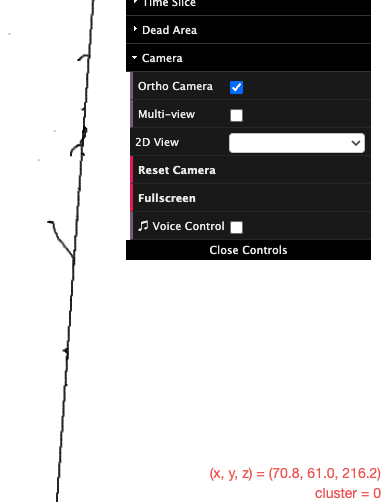 Time Slice
Dead Area
Camera
Ortho Camera
Multi-view
2D View
Reset Camera
Fullscreen
🎵 Voice Control
Close Controls
(x, y, z) = (70.8, 61.0, 216.2)
cluster = 0